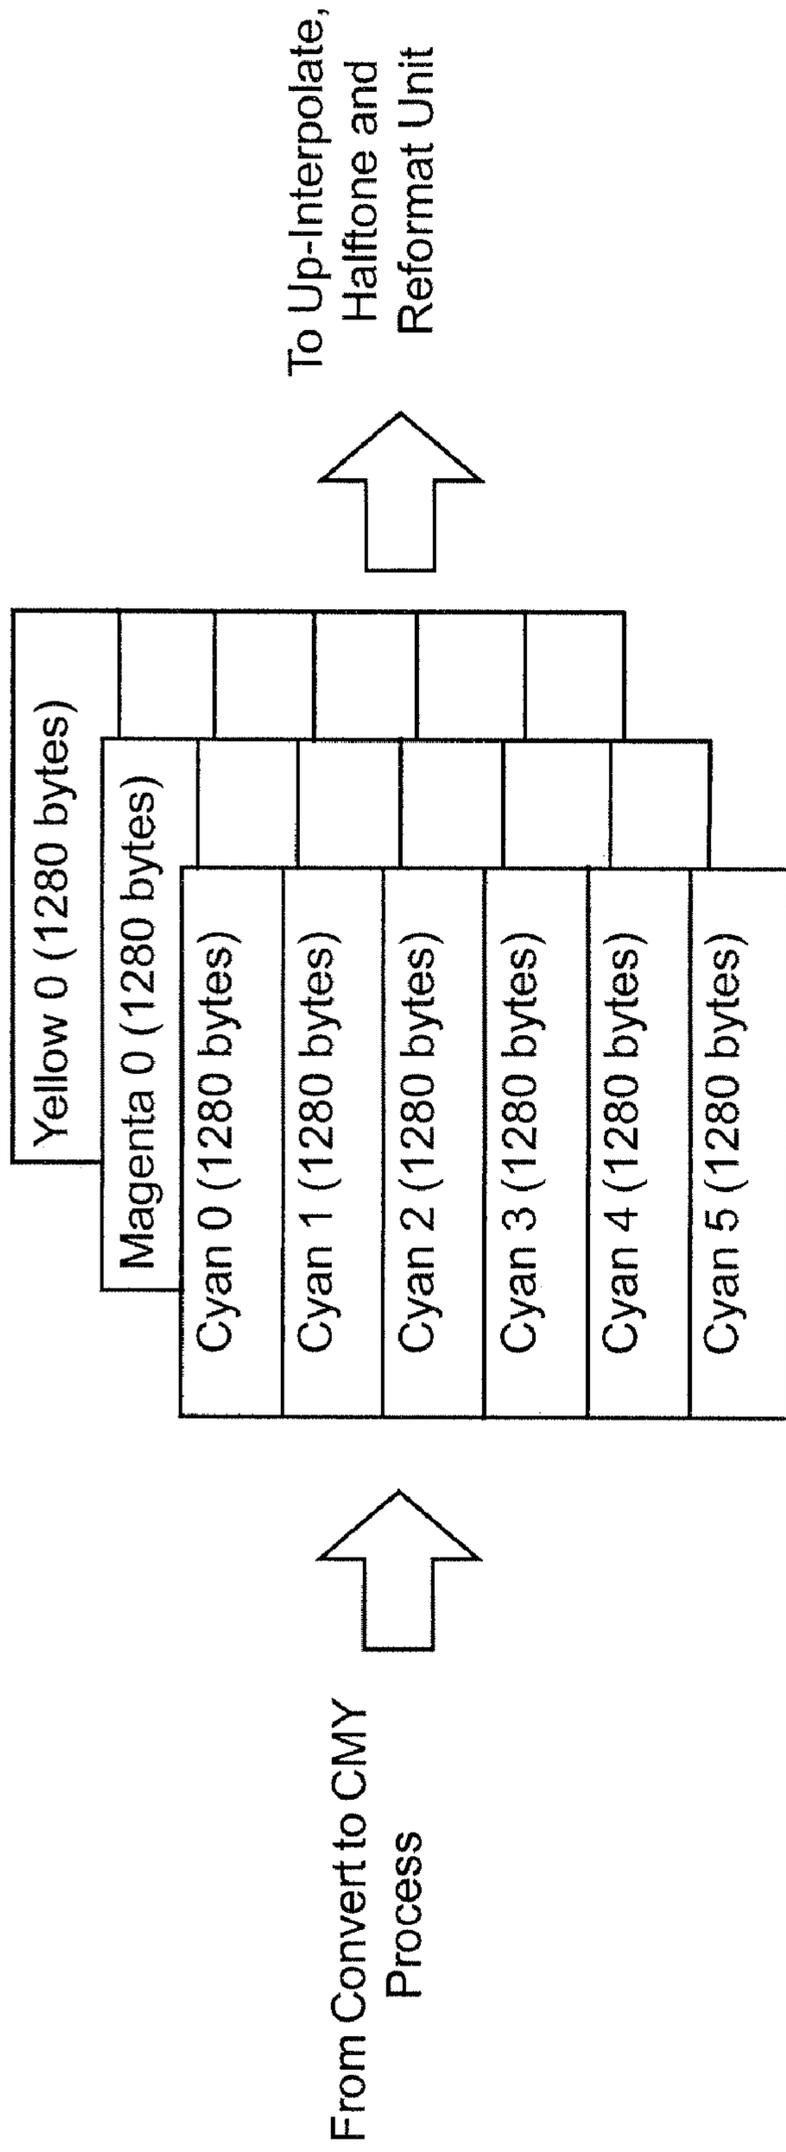 From Convert to CMY
Process
Yellow 0 (1280 bytes)
Magenta 0 (1280 bytes)
Cyan 0 (1280 bytes)
Cyan 1 (1280 bytes)
Cyan 2 (1280 bytes)
Cyan 3 (1280 bytes)
Cyan 4 (1280 bytes)
Cyan 5 (1280 bytes)
To Up-Interpolate,
Halftone and
Reformat Unit